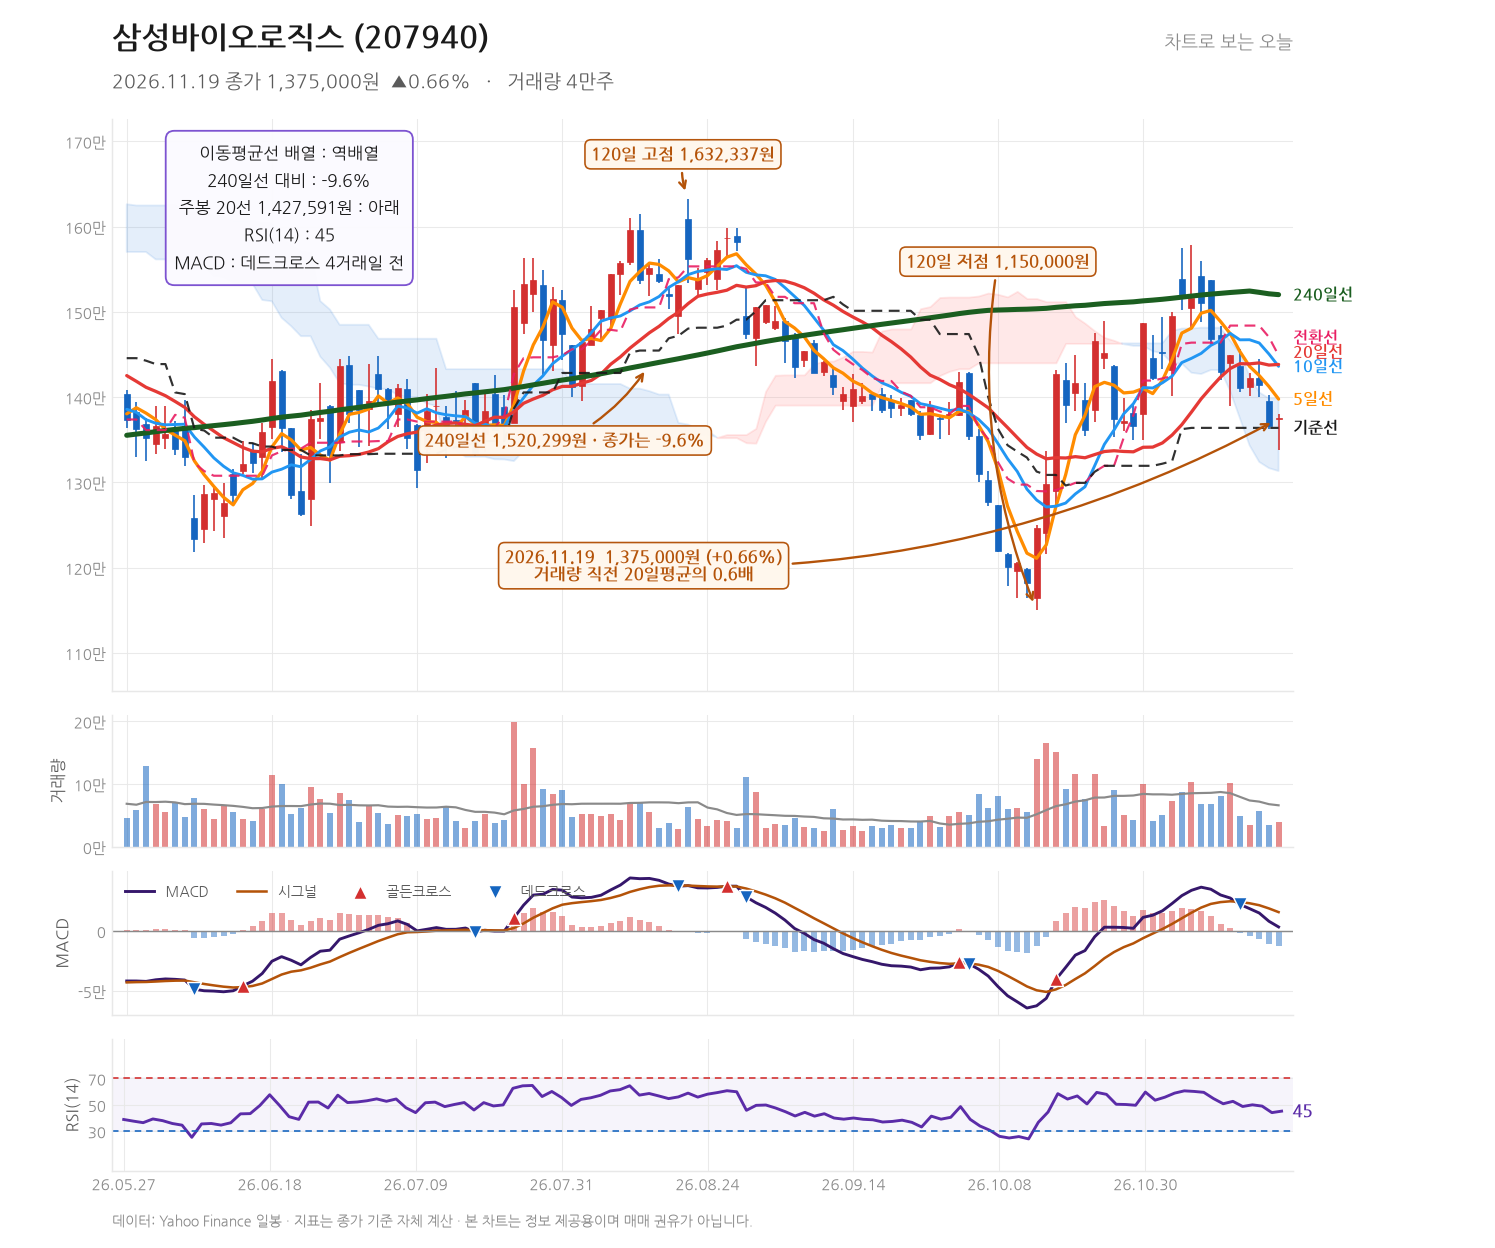 삼성바이오로직스 (207940)
차트로 보는 오늘
2026.11.19 종가 1,375,000원 ▲0.66% · 거래량 4만주
170만
160만
150만
140만
130만
120만
110만
이동평균선 배열 : 역배열
240일선 대비 : -9.6%
주봉 20선 1,427,591원 : 아래
RSI(14) : 45
MACD : 데드크로스 4거래일 전
120일 고점 1,632,337원
120일 저점 1,150,000원
240일선 1,520,299원 · 종가는 -9.6%
2026.11.19 1,375,000원 (+0.66%)
거래량 직전 20일평균의 0.6배
240일선
전환선
20일선
10일선
5일선
기준선
거래량
20만
10만
0만
MACD
MACD
시그널
골든크로스
데드크로스
0
-5만
RSI(14)
70
50
30
45
26.05.27
26.06.18
26.07.09
26.07.31
26.08.24
26.09.14
26.10.08
26.10.30
데이터: Yahoo Finance 일봉 · 지표는 종가 기준 자체 계산 · 본 차트는 정보 제공용이며 매매 권유가 아닙니다.